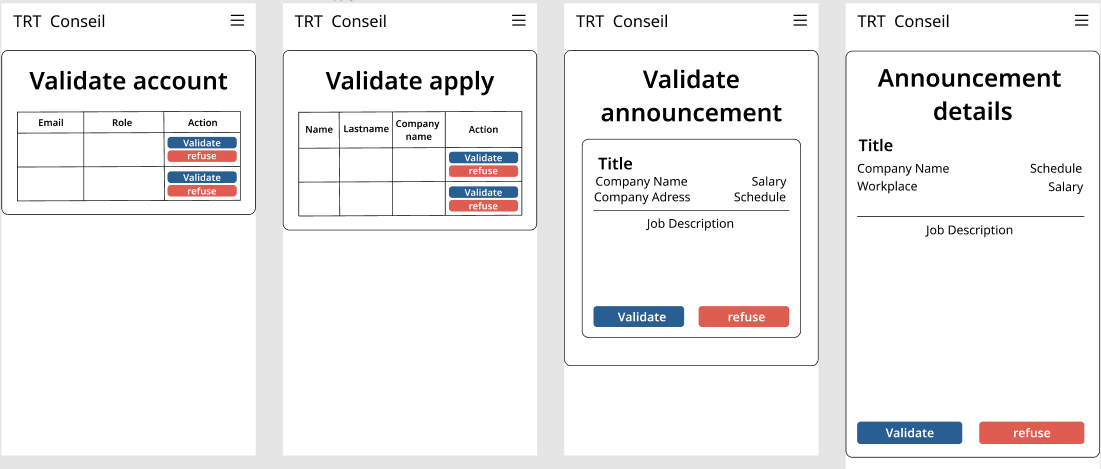 TRT Conseil
Validate account
Email Role Action
Validate
refuse
Validate
refuse
TRT Conseil
Validate apply
Name Lastname Company name Action
Validate
refuse
Validate
refuse
TRT Conseil
Validate
announcement
Title
Company Name Salary
Company Adress Schedule
Job Description
Validate refuse
TRT Conseil
Announcement
details
Title
Company Name Schedule
Workplace Salary
Job Description
Validate refuse